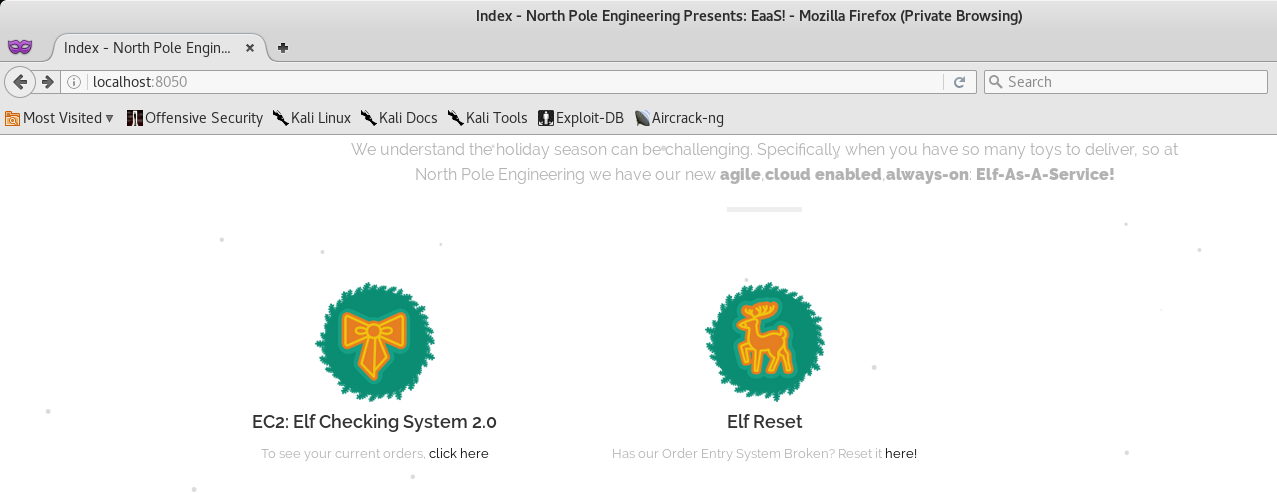 Index - North Pole Engineering Presents: EaaS! - Mozilla Firefox (Private Browsing)
Index - North Pole Engin...
localhost:8050
Search
Most Visited Offensive Security Kali Linux Kali Docs Kali Tools Exploit-DB Aircrack-ng
We understand the holiday season can be challenging. Specifically when you have so many toys to deliver, so at
North Pole Engineering we have our new agile,cloud enabled,always-on: Elf-As-A-Service!
EC2: Elf Checking System 2.0
To see your current orders, click here
Elf Reset
Has our Order Entry System Broken? Reset it here!